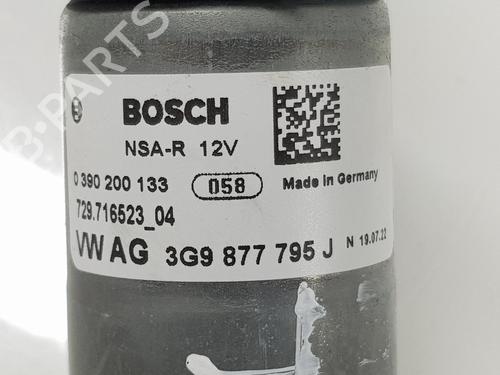 BOSCH
NSA-R 12V
0 390 200 133 058 Made in Germany
729.716523_04
VW AG 3G9 877 795 J N 19.07.22
B-PARTS